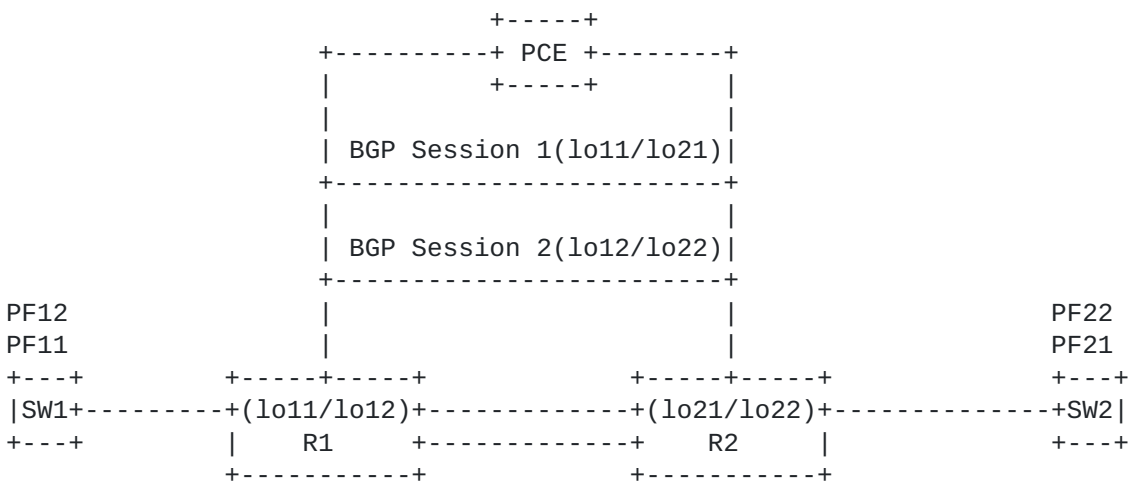 PCE
BGP Session 1(lo11/lo21)
BGP Session 2(lo12/lo22)
PF12 PF22
PF11 PF21
SW1 (lo11/lo12) (lo21/lo22) SW2
R1 R2